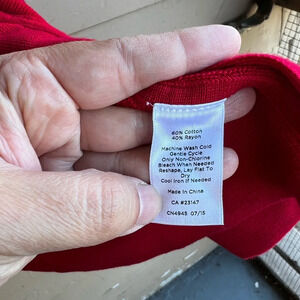 60% Cotton
40% Rayon
Machine Wash Cold
Gentle Cycle
Only Non-Chlorine
Bleach When Needed
Reshape, Lay Flat To
Dry
Cool Iron if Needed
Made in China
CA #23147
CN4945 07/15